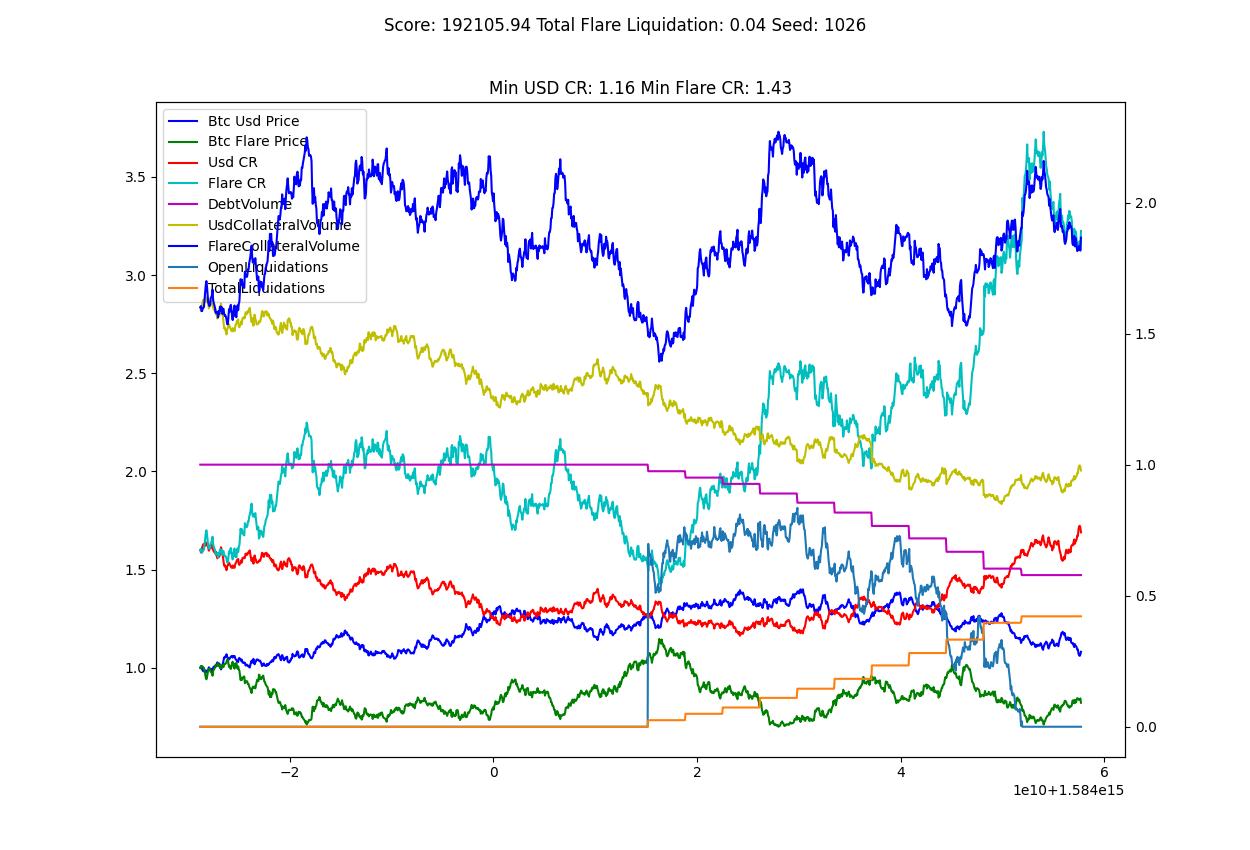 Score: 192105.94 Total Flare Liquidation: 0.04 Seed: 1026
Min USD CR: 1.16 Min Flare CR: 1.43
Btc Usd Price
Btc Flare Price
Usd CR
Flare CR
DebtVolume
UsdCollateralVolume
FlareCollateralVolume
OpenLiquidations
TotalLiquidations
3.5
3.0
2.5
2.0
1.5
1.0
2.0
1.5
1.0
0.5
0.0
−2
0
2
4
6
1e10+1.584e15